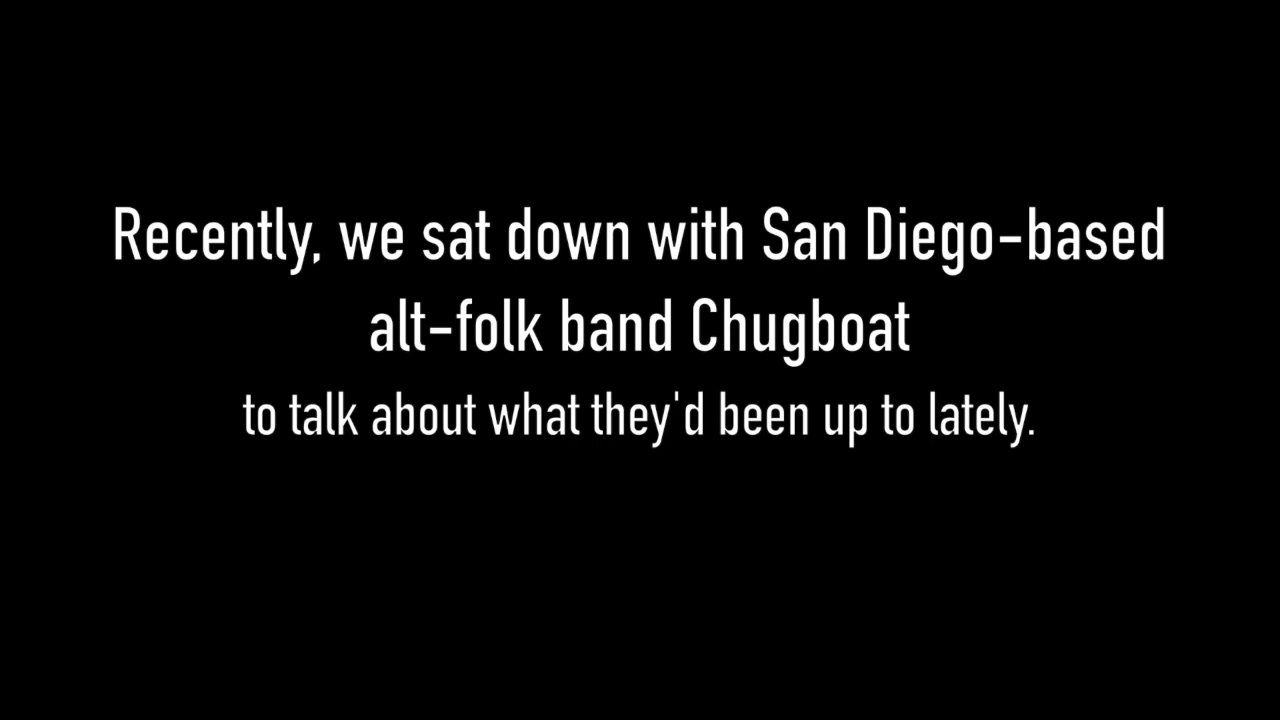 Recently, we sat down with San Diego-based
alt-folk band Chugboat
to talk about what they'd been up to lately.